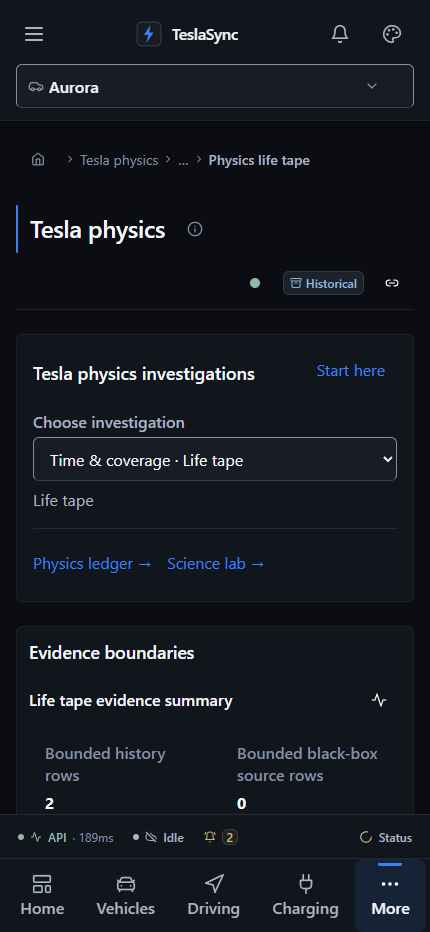 TeslaSync
Aurora
Tesla physics
...
Physics life tape
Tesla physics
Historical
Tesla physics investigations
Start here
Choose investigation
Time & coverage · Life tape
Life tape
Physics ledger →
Science lab →
Evidence boundaries
Life tape evidence summary
Bounded history
rows
2
Bounded black-box
source rows
0
API · 189ms
Idle
2
Status
Home
Vehicles
Driving
Charging
More